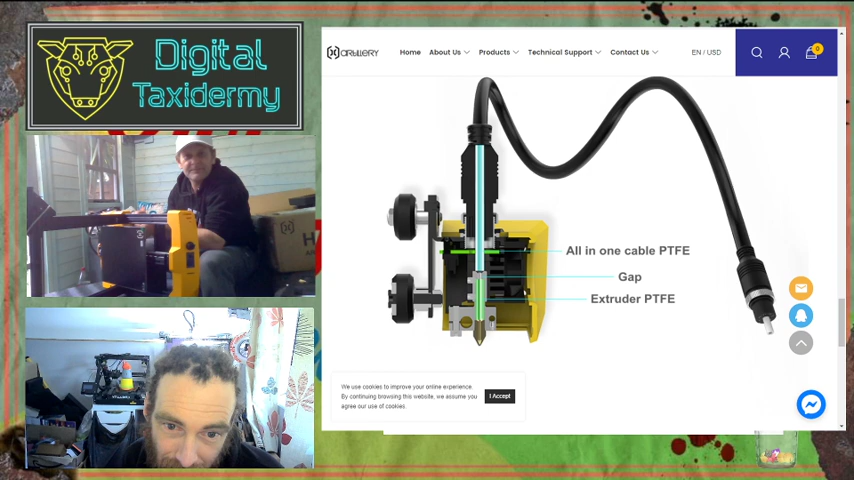 Digital
Taxidermy
ARTILLERY
Home
About Us
Products
Technical Support
Contact Us
EN / USD
0
All in one cable PTFE
Gap
Extruder PTFE
We use cookies to improve your online experience.
By continuing browsing this website, we assume you
agree our use of cookies.
I Accept